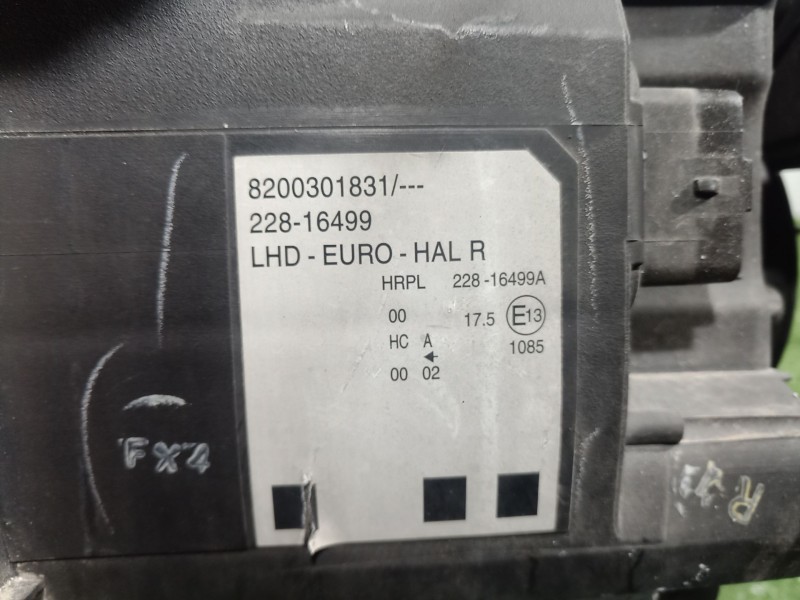 8200301831/---
228-16499
LHD - EURO - HAL R
HRPL 228 -16499A
00 17.5 E13
HC A 1085
00 02
FX4
R